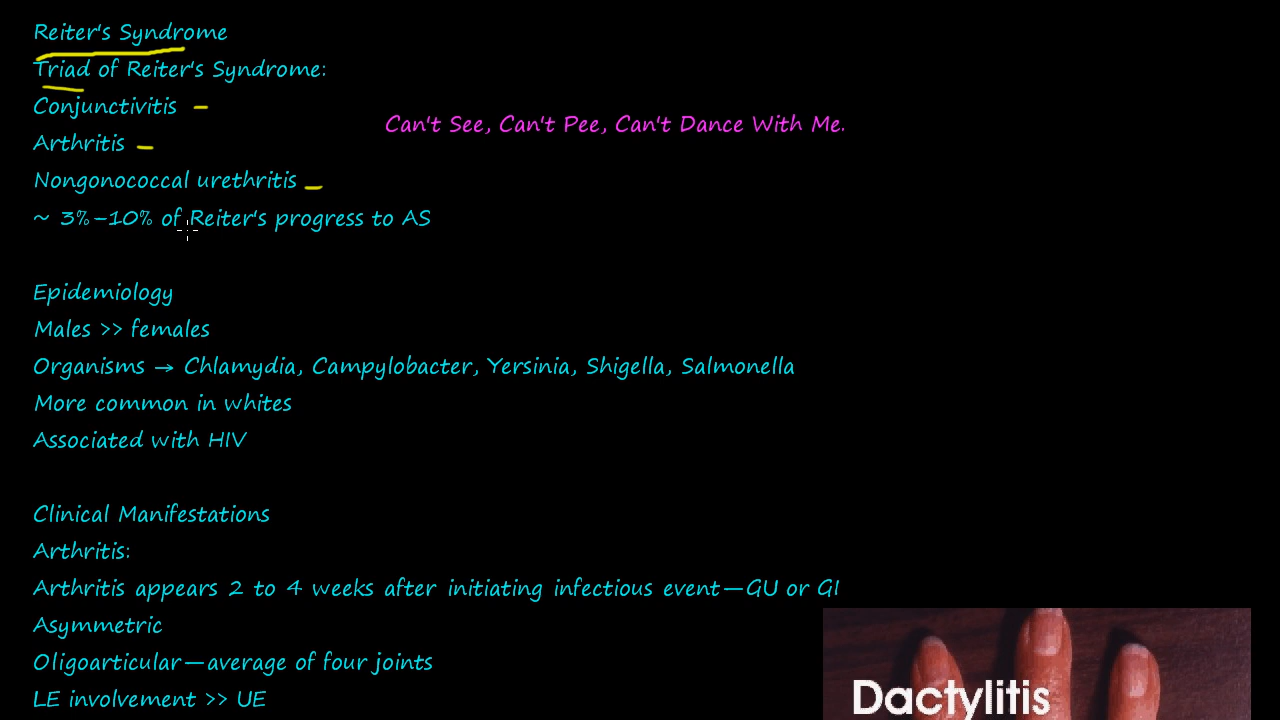 Reiter's Syndrome
Triad of Reiter's Syndrome:
Conjunctivitis
Can't See, Can't Pee, Can't Dance With Me.
Arthritis
Nongonococcal urethritis
~ 3%–10% of Reiter's progress to AS
Epidemiology
Males >> females
Organisms → Chlamydia, Campylobacter, Yersinia, Shigella, Salmonella
More common in whites
Associated with HIV
Clinical Manifestations
Arthritis:
Arthritis appears 2 to 4 weeks after initiating infectious event—GU or GI
Asymmetric
Oligoarticular—average of four joints
LE involvement >> UE
Dactylitis